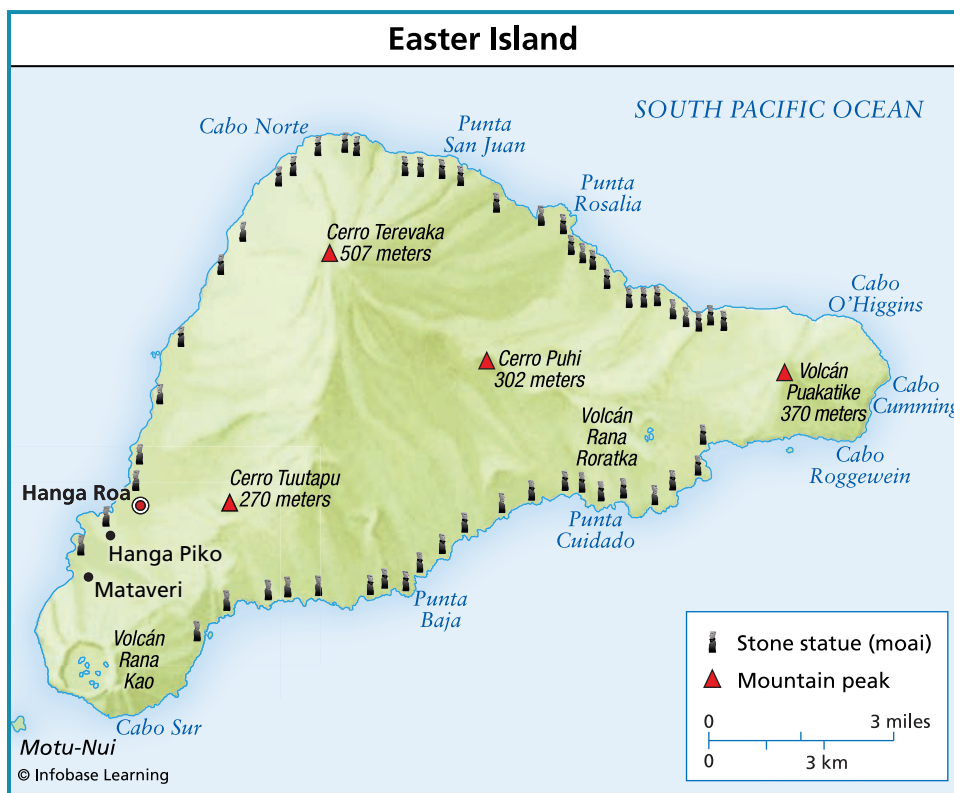 Easter Island
SOUTH PACIFIC OCEAN
Cabo Norte
Punta
San Juan
Punta
Rosalia
Cerro Terevaka
507 meters
Cabo
O'Higgins
Cerro Puhi
302 meters
Volcán
Puakatike
370 meters
Cabo
Cumming
Volcán
Rana
Roratka
Cabo
Roggewein
Cerro Tuutapu
270 meters
Hanga Roa
Punta
Cuidado
Hanga Piko
Mataveri
Punta
Baja
Volcán
Rana
Kao
Cabo Sur
Motu-Nui
© Infobase Learning
Stone statue (moai)
Mountain peak
0 3 miles
0 3 km